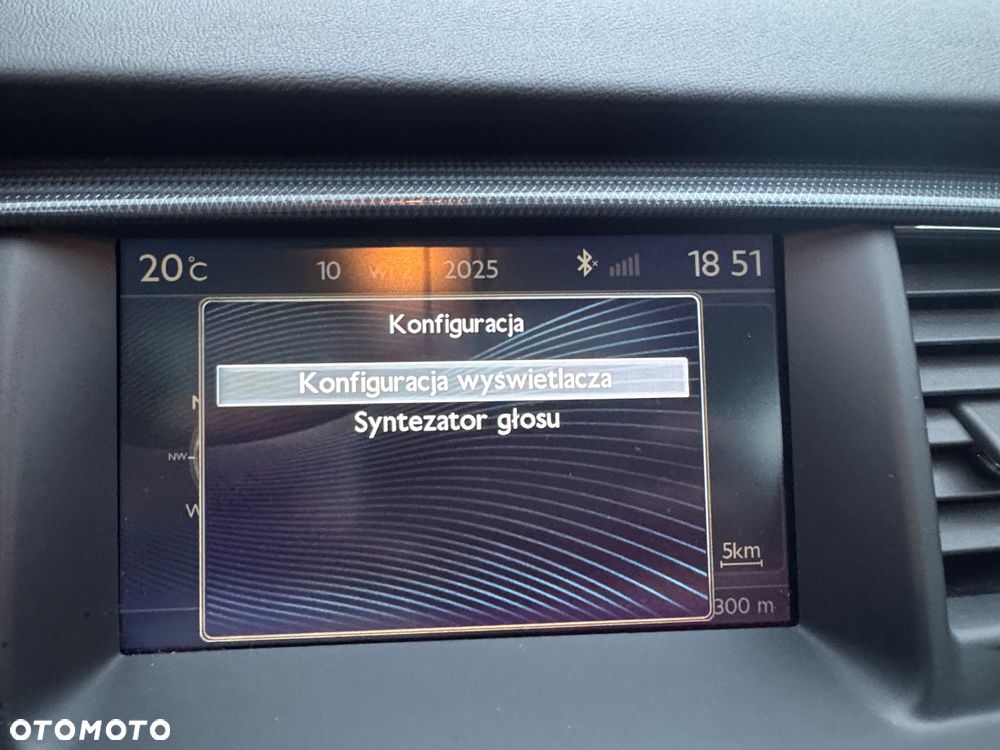 20°C 10 2025 18 51
Konfiguracja
Konfiguracja wyświetlacza
Syntezator głosu
N
NW
W
5km
300 m
OTOMOTO